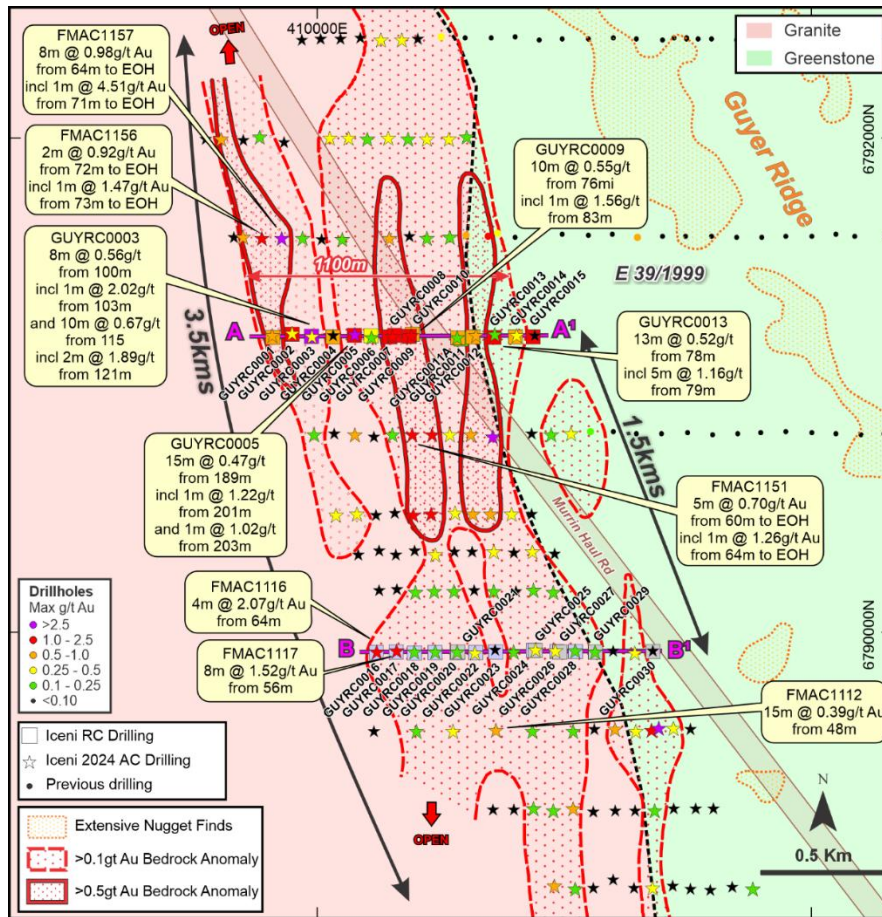 410000E
OPEN
Granite
Greenstone
FMAC1157
8m @ 0.98g/t Au
from 64m to EOH
incl 1m @ 4.51g/t Au
from 71m to EOH
FMAC1156
2m @ 0.92g/t Au
from 72m to EOH
incl 1m @ 1.47g/t Au
from 73m to EOH
GUYRC0003
8m @ 0.56g/t
from 100m
incl 1m @ 2.02g/t
from 103m
and 10m @ 0.67g/t
from 115
incl 2m @ 1.89g/t
from 121m
GUYRC0009
10m @ 0.55g/t
from 76mi
incl 1m @ 1.56g/t
from 83m
Guyer Ridge
6792000N
E 39/1999
1100m
3.5kms
A
A¹
GUYRC0008
GUYRC0010
GUYRC0013
GUYRC0014
GUYRC0015
GUYRC0001
GUYRC0002
GUYRC0003
GUYRC0004
GUYRC0005
GUYRC0006
GUYRC0007
GUYRC0009
GUYRC0011A
GUYRC0011
GUYRC0012
GUYRC0013
13m @ 0.52g/t
from 78m
incl 5m @ 1.16g/t
from 79m
GUYRC0005
15m @ 0.47g/t
from 189m
incl 1m @ 1.22g/t
from 201m
and 1m @ 1.02g/t
from 203m
1.5kms
FMAC1151
5m @ 0.70g/t Au
from 60m to EOH
incl 1m @ 1.26g/t Au
from 64m to EOH
Murrin Haul Rd
FMAC1116
4m @ 2.07g/t Au
from 64m
FMAC1117
8m @ 1.52g/t Au
from 56m
6790000N
B
B¹
GUYRC0021
GUYRC0025
GUYRC0027
GUYRC0029
GUYRC0016
GUYRC0017
GUYRC0018
GUYRC0019
GUYRC0020
GUYRC0022
GUYRC0023
GUYRC0024
GUYRC0026
GUYRC0028
GUYRC0030
FMAC1112
15m @ 0.39g/t Au
from 48m
OPEN
Drillholes
Max g/t Au
>2.5
1.0 - 2.5
0.5 -1.0
0.25 - 0.5
0.1 - 0.25
<0.10
Iceni RC Drilling
Iceni 2024 AC Drilling
Previous drilling
Extensive Nugget Finds
>0.1gt Au Bedrock Anomaly
>0.5gt Au Bedrock Anomaly
N
0.5 Km